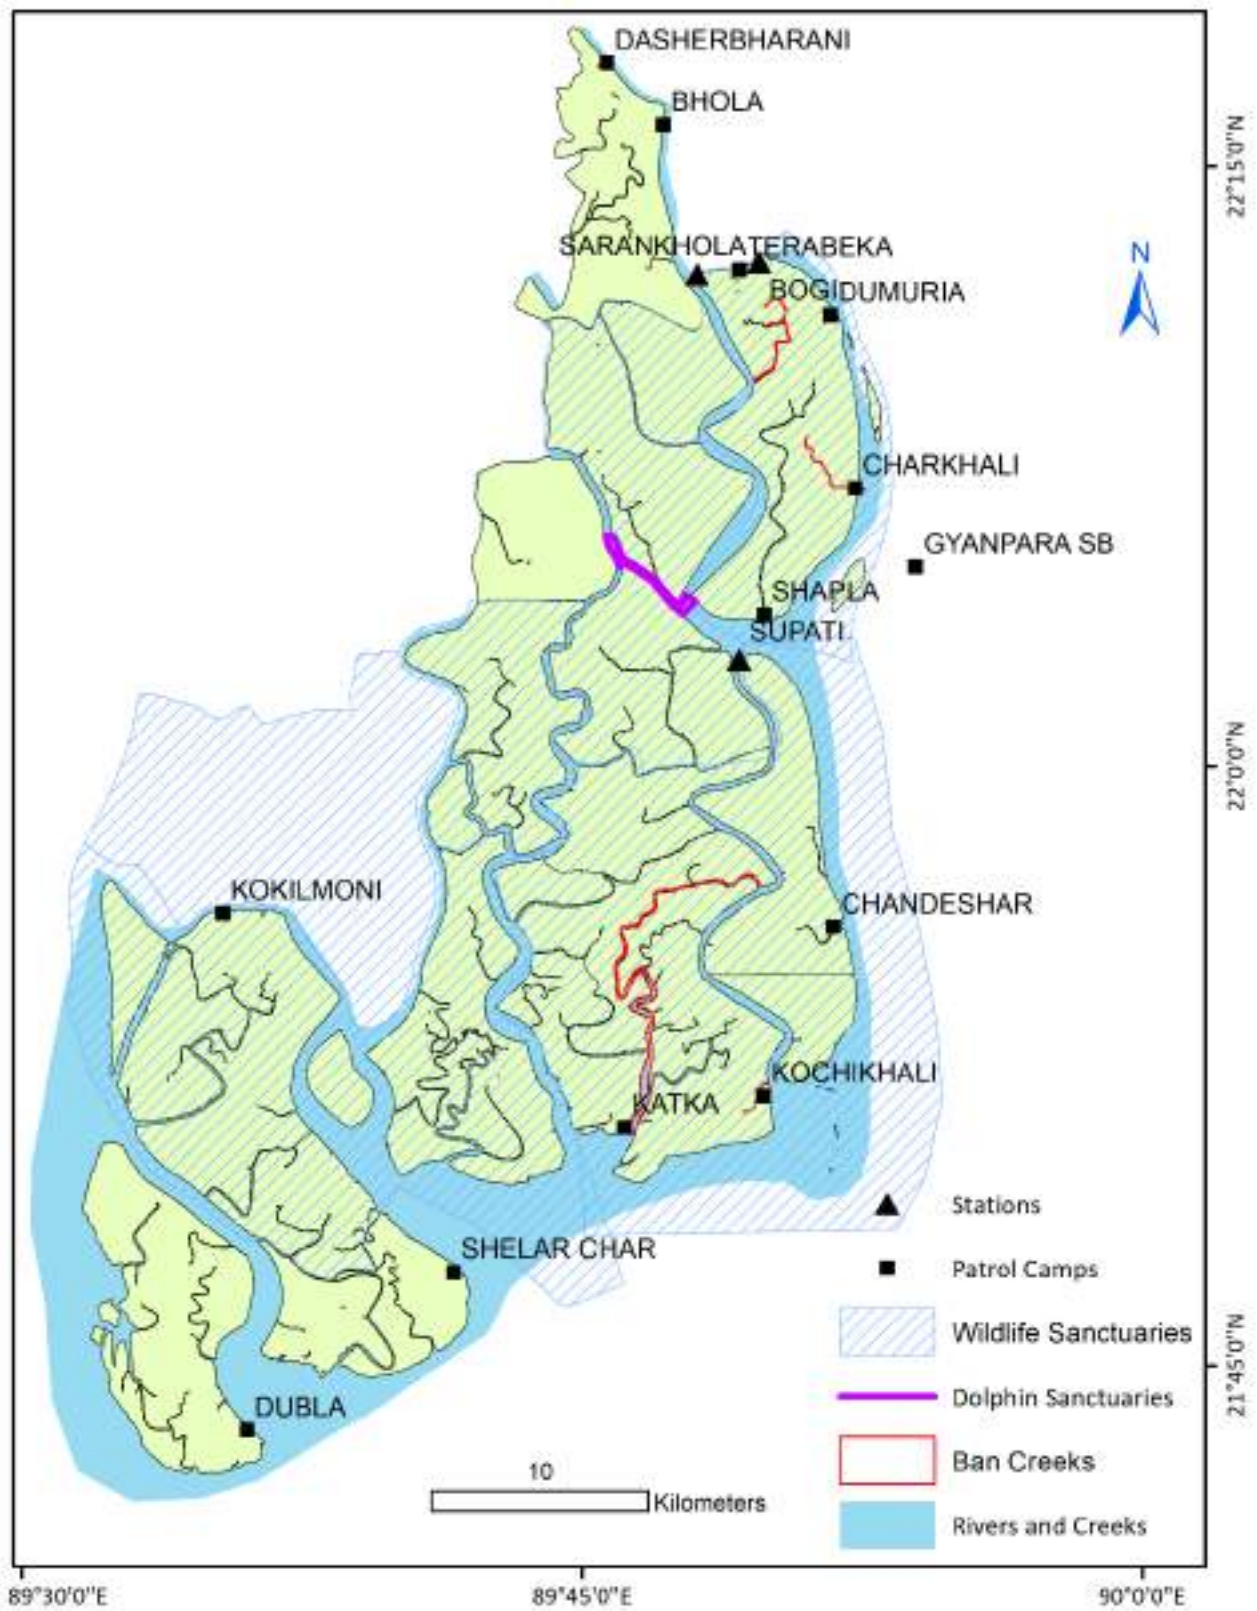 DASHERBHARANI
BHOLA
22°15'0"N
SARANKHOLA TERABEKA
N
BOGI DUMURIA
CHARKHALI
GYANPARA SB
SHAPLA
SUPATI
22°0'0"N
KOKILMONI
CHANDESHAR
KOCHIKHALI
KATKA
Stations
SHELAR CHAR
Patrol Camps
Wildlife Sanctuaries
21°45'0"N
Dolphin Sanctuaries
DUBLA
Ban Creeks
10
Kilometers
Rivers and Creeks
89°30'0"E 89°45'0"E 90°0'0"E